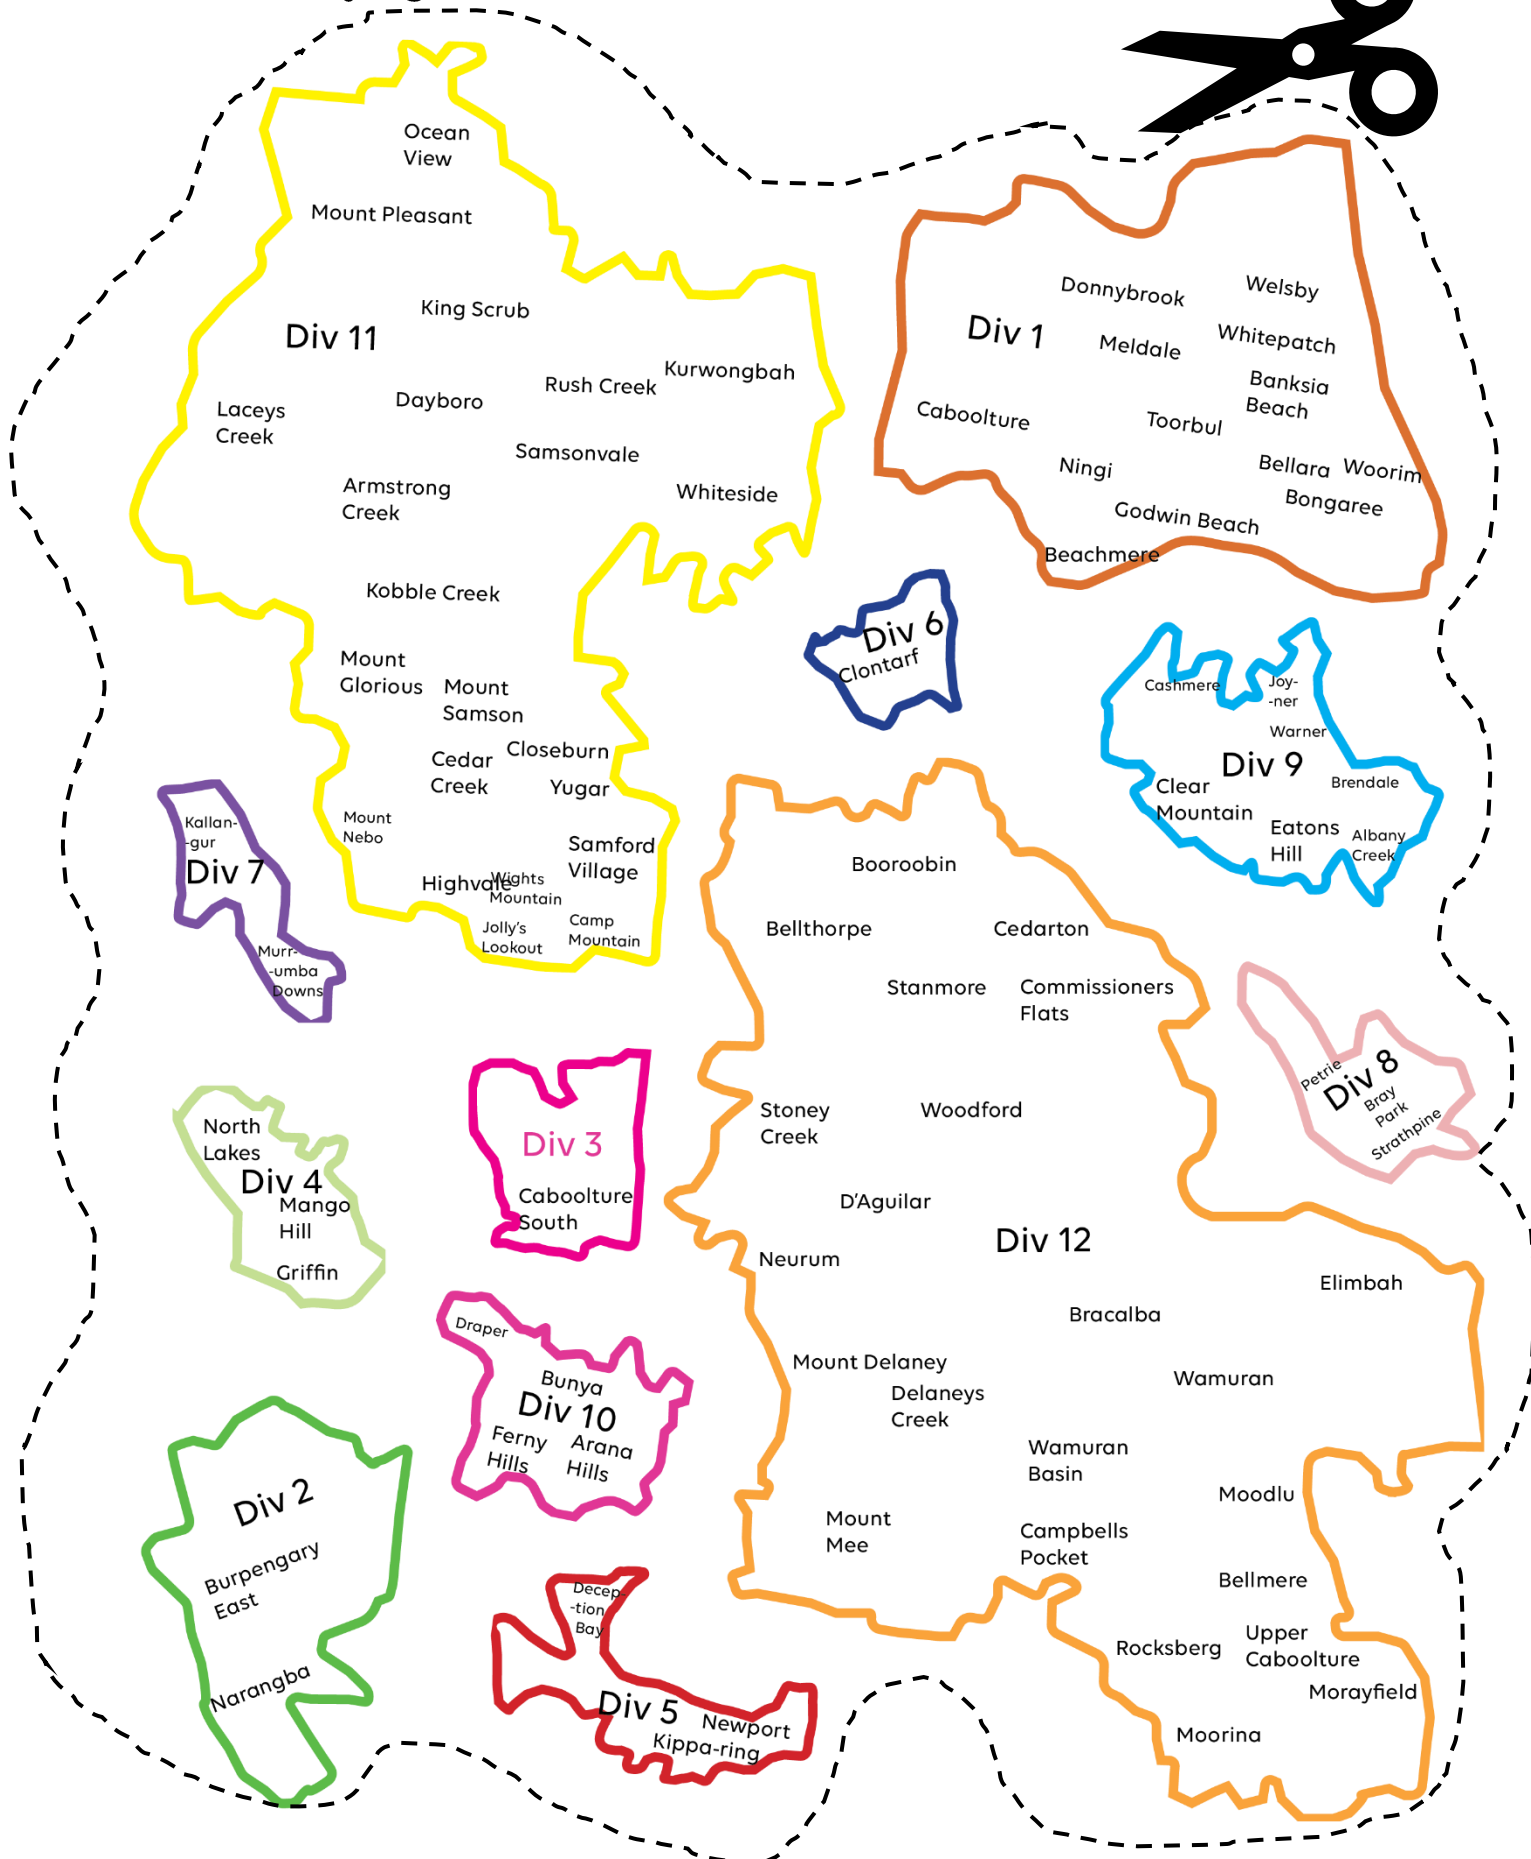 Ocean
View
Mount Pleasant
King Scrub
Div 11
Kurwongbah
Rush Creek
Dayboro
Laceys
Creek
Samsonvale
Armstrong
Creek
Whiteside
Kobble Creek
Mount
Glorious
Mount
Samson
Closeburn
Cedar
Creek
Yugar
Mount
Nebo
Samford
Village
Highvale
Wights
Mountain
Jolly's
Lookout
Camp
Mountain
Donnybrook
Welsby
Div 1
Whitepatch
Meldale
Banksia
Beach
Caboolture
Toorbul
Ningi
Bellara
Woorim
Bongaree
Godwin Beach
Beachmere
Div 6
Clontarf
Cashmere
Joy-
-ner
Warner
Div 9
Clear
Mountain
Brendale
Eatons
Hill
Albany
Creek
Kallan-
-gur
Div 7
Murr-
-umba
Downs
Booroobin
Bellthorpe
Cedarton
Stanmore
Commissioners
Flats
Stoney
Creek
Woodford
D'Aguilar
Div 12
Neurum
Elimbah
Bracalba
Mount Delaney
Delaneys
Creek
Wamuran
Wamuran
Basin
Moodlu
Mount
Mee
Campbells
Pocket
Bellmere
Rocksberg
Upper
Caboolture
Morayfield
Moorina
Petrie
Div 8
Bray
Park
Strathpine
North
Lakes
Div 4
Mango
Hill
Griffin
Div 3
Caboolture
South
Draper
Bunya
Div 10
Ferny
Hills
Arana
Hills
Div 2
Burpengary
East
Narangba
Decep-
-tion
Bay
Div 5
Newport
Kippa-ring